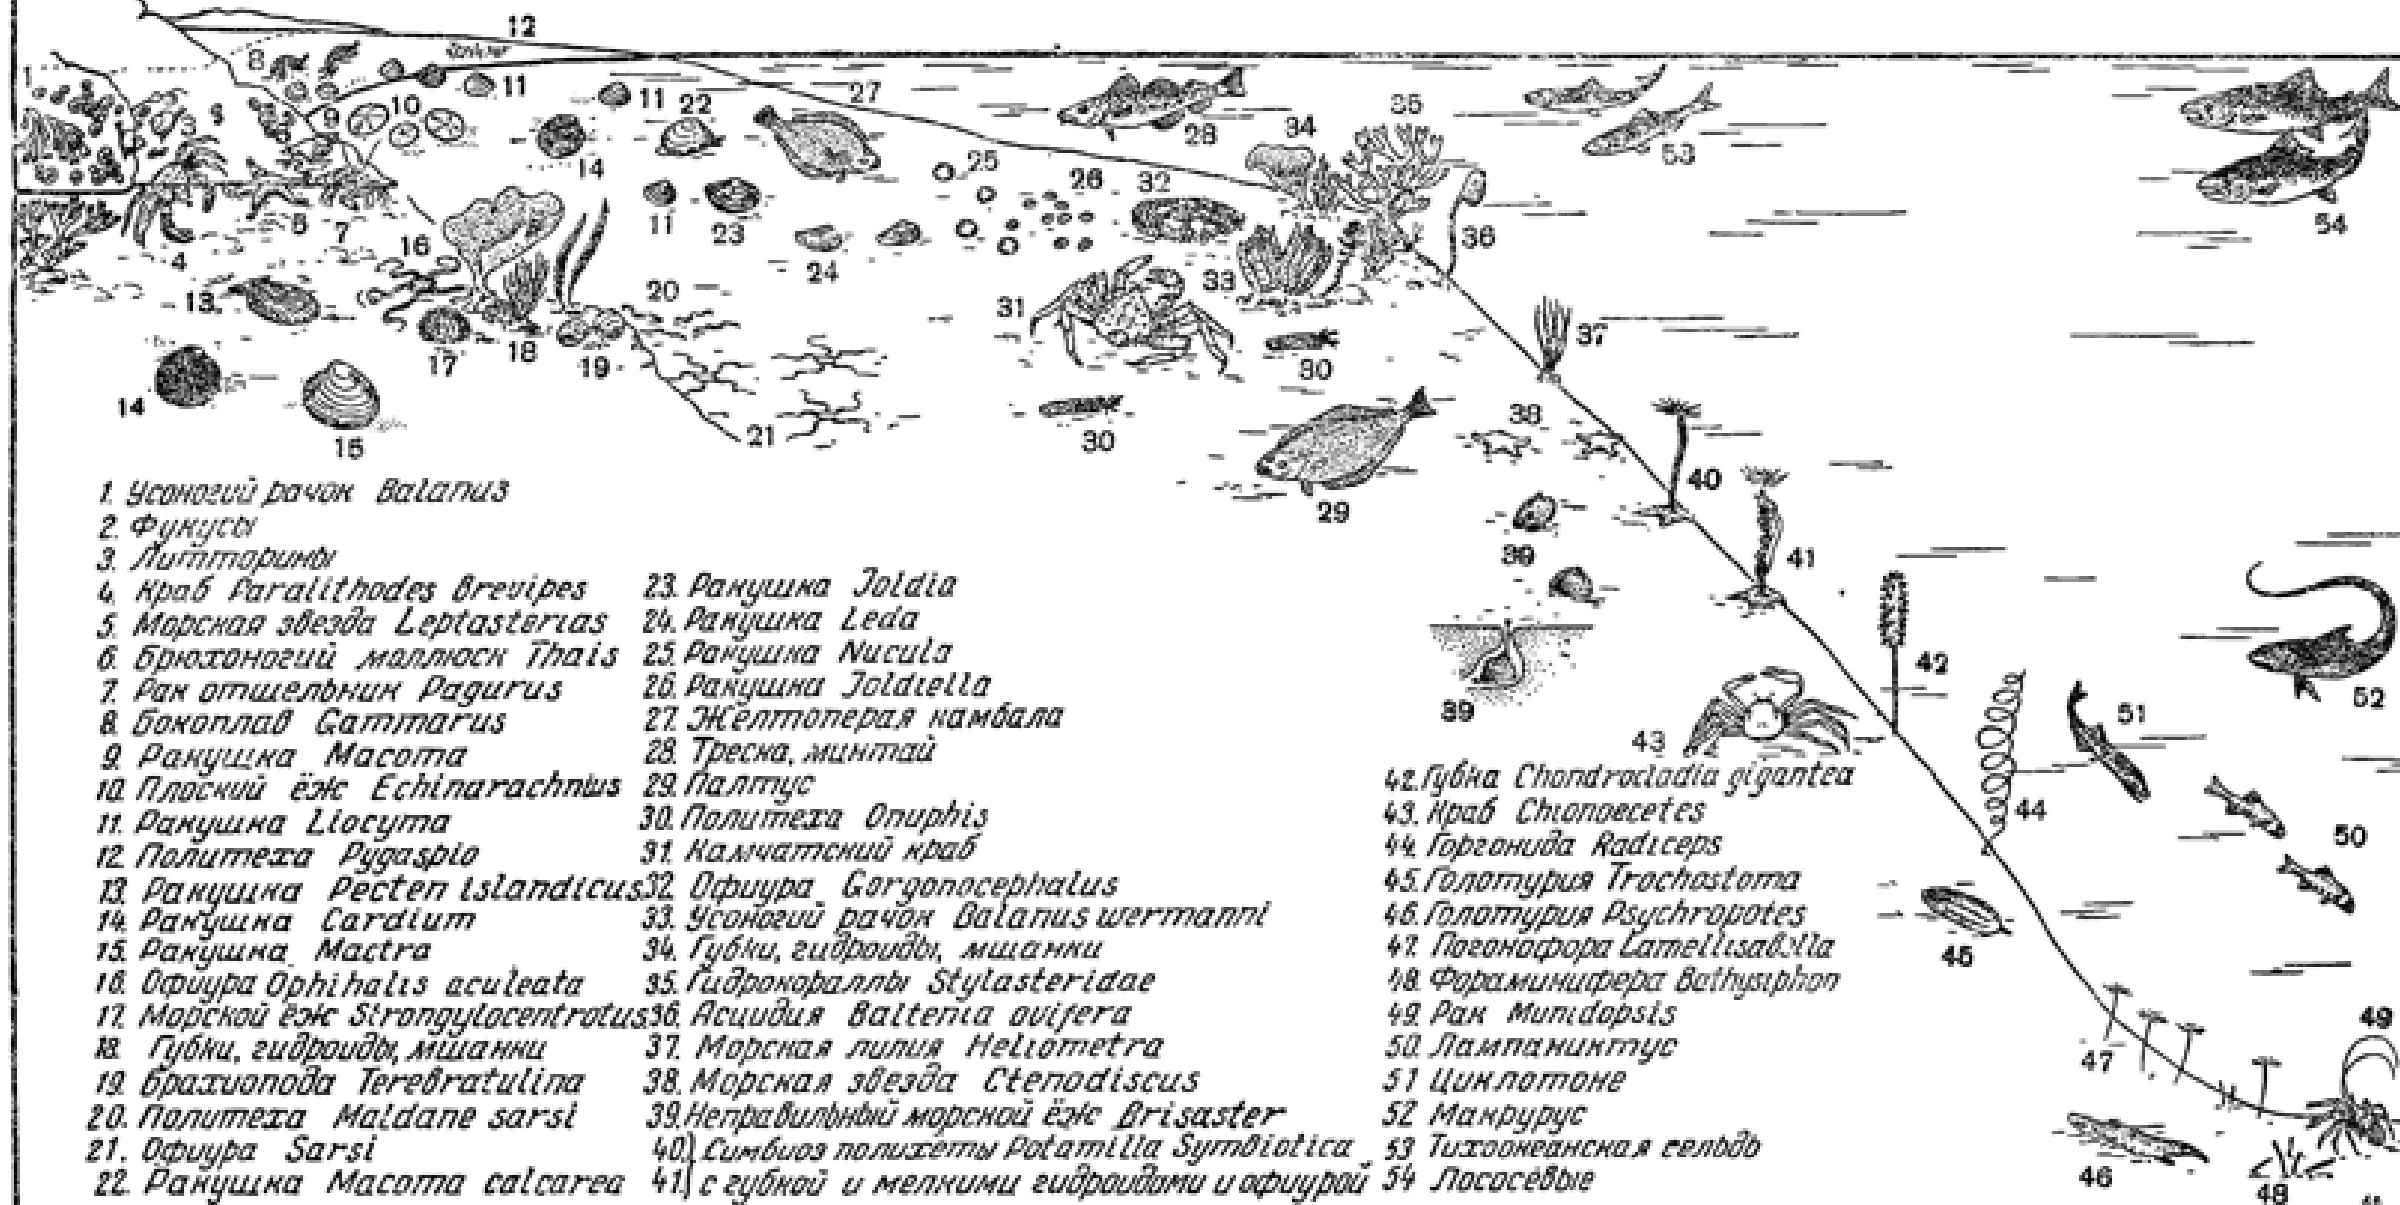 1. Усоногий рачок Balanus
2. Фукусы
3. Литторины
4. Краб Paralithodes brevipes
5. Морская звезда Leptasterias
6. Брюхоногий моллюск Thais
7. Рак отшельник Pagurus
8. Бокоплав Gammarus
9. Ракушка Macoma
10. Плоский ёж Echinarachnius
11. Ракушка Liocyma
12. Политеха Pygaspio
13. Ракушка Pecten islandicus
14. Ракушка Cardium
15. Ракушка Mactra
16. Офиура Ophihalis aculeata
17. Морской ёж Strongylocentrotus
18. Губки, гидроиды, мшанки
19. Брахиопода Terebratulina
20. Политеха Maldane sarsi
21. Офиура Sarsi
22. Ракушка Macoma calcarea
23. Ракушка Joldia
24. Ракушка Leda
25. Ракушка Nucula
26. Ракушка Joldiella
27. Жёлтоперая камбала
28. Треска, минтай
29. Палтус
30. Политеха Onuphis
31. Камчатский краб
32. Офиура Gorgonocephalus
33. Усоногий рачок Balanus wermanni
34. Губки, гидроиды, мшанки
35. Гидрокораллы Stylasteridae
36. Асцидия Baltenia ovifera
37. Морская лилия Heliometra
38. Морская звезда Ctenodiscus
39. Неправильный морской ёж Brisaster
40.) Симбиоз полихеты Potamilla Symbiotica
41.) с губкой и мелкими гидроидами и офиурой
42. Губка Chondrocladia gigantea
43. Краб Chionoecetes
44. Горгонида Radiceps
45. Голотурия Trochostoma
46. Голотурия Psychropotes
47. Погонофора Lamellisabella
48. Фораминифера Bathysiphon
49. Рак Munidopsis
50. Лампаниктус
51 Циклотоне
52 Макрурус
53 Тихоокеанская сельдь
54 Лососёвые